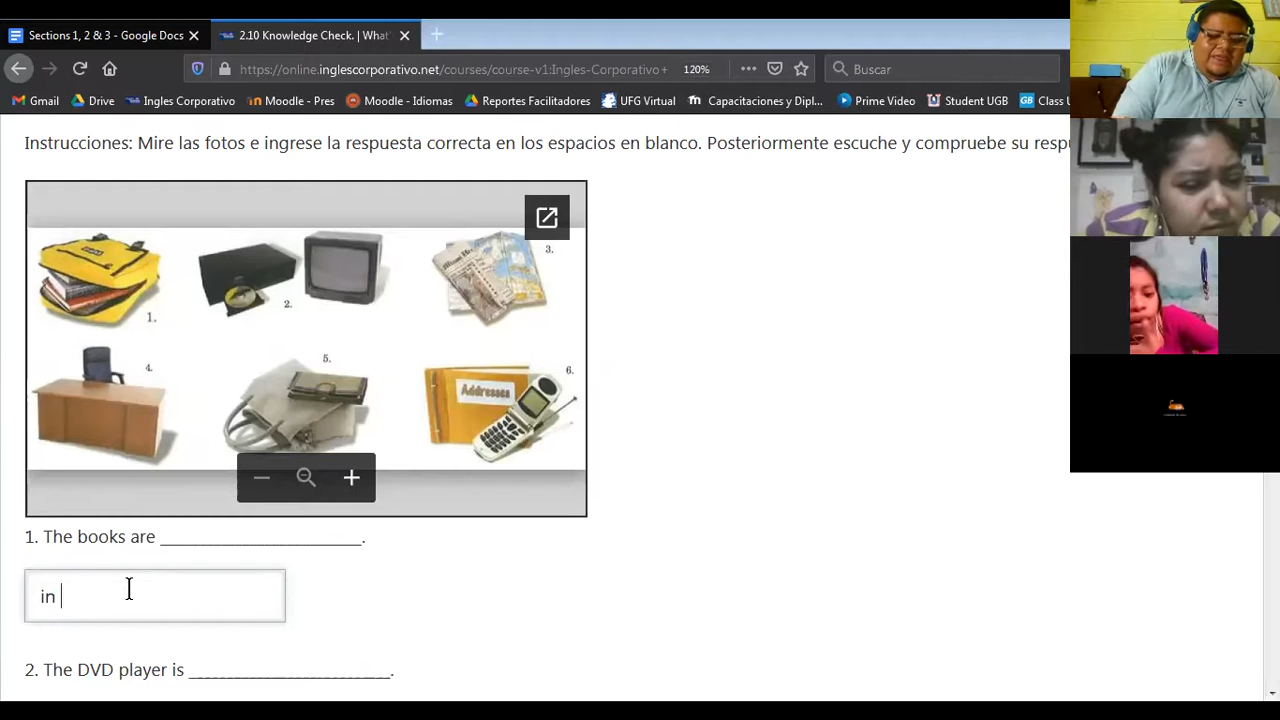 Sections 1, 2 & 3 - Google Docs
2.10 Knowledge Check. | What'
https://online.inglescorporativo.net/courses/course-v1:Ingles-Corporativo+
120%
Buscar
Gmail
Drive
Ingles Corporativo
Moodle - Pres
Moodle - Idiomas
Reportes Facilitadores
UFG Virtual
Capacitaciones y Dipl...
Prime Video
Student UGB
Class
Instrucciones: Mire las fotos e ingrese la respuesta correcta en los espacios en blanco. Posteriormente escuche y compruebe su resp
1.
2.
3.
4.
5.
6.
Addresses
1. The books are ________________________.
in
2. The DVD player is ________________________.